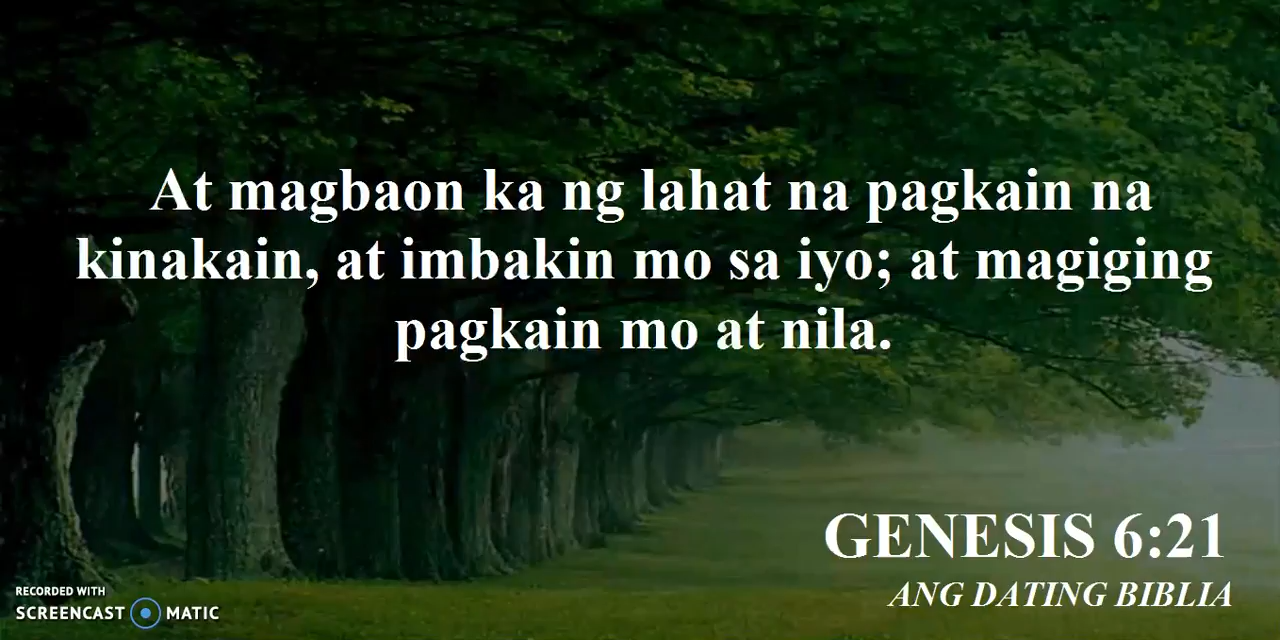 At magbaon ka ng lahat na pagkain na
kinakain, at imbakin mo sa iyo; at magiging
pagkain mo at nila.
GENESIS 6:21
ANG DATING BIBLIA
RECORDED WITH
SCREENCAST MATIC